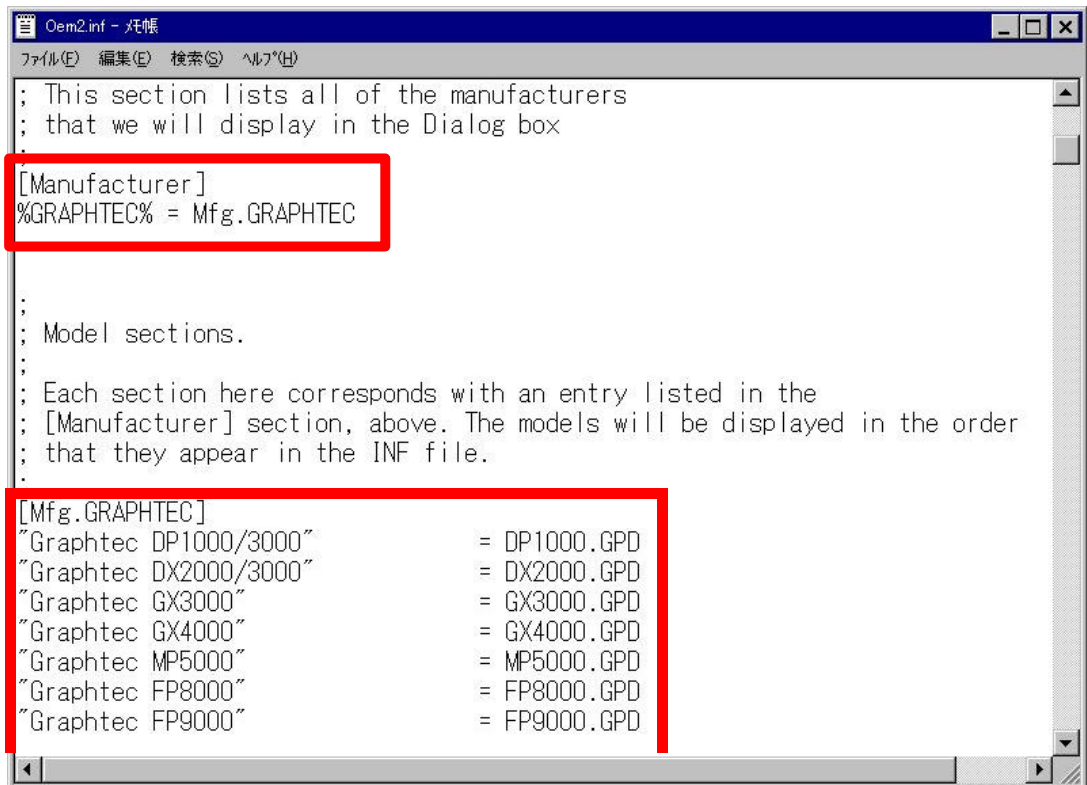 Oem2.inf - ﾒﾓ帳
ﾌｧｲﾙ(F) 編集(E) 検索(S) ﾍﾙﾌﾟ(H)
; This section lists all of the manufacturers
; that we will display in the Dialog box
;
[Manufacturer]
%GRAPHTEC% = Mfg.GRAPHTEC
;
; Model sections.
;
; Each section here corresponds with an entry listed in the
; [Manufacturer] section, above. The models will be displayed in the order
; that they appear in the INF file.
;
[Mfg.GRAPHTEC]
"Graphtec DP1000/3000" = DP1000.GPD
"Graphtec DX2000/3000" = DX2000.GPD
"Graphtec GX3000" = GX3000.GPD
"Graphtec GX4000" = GX4000.GPD
"Graphtec MP5000" = MP5000.GPD
"Graphtec FP8000" = FP8000.GPD
"Graphtec FP9000" = FP9000.GPD